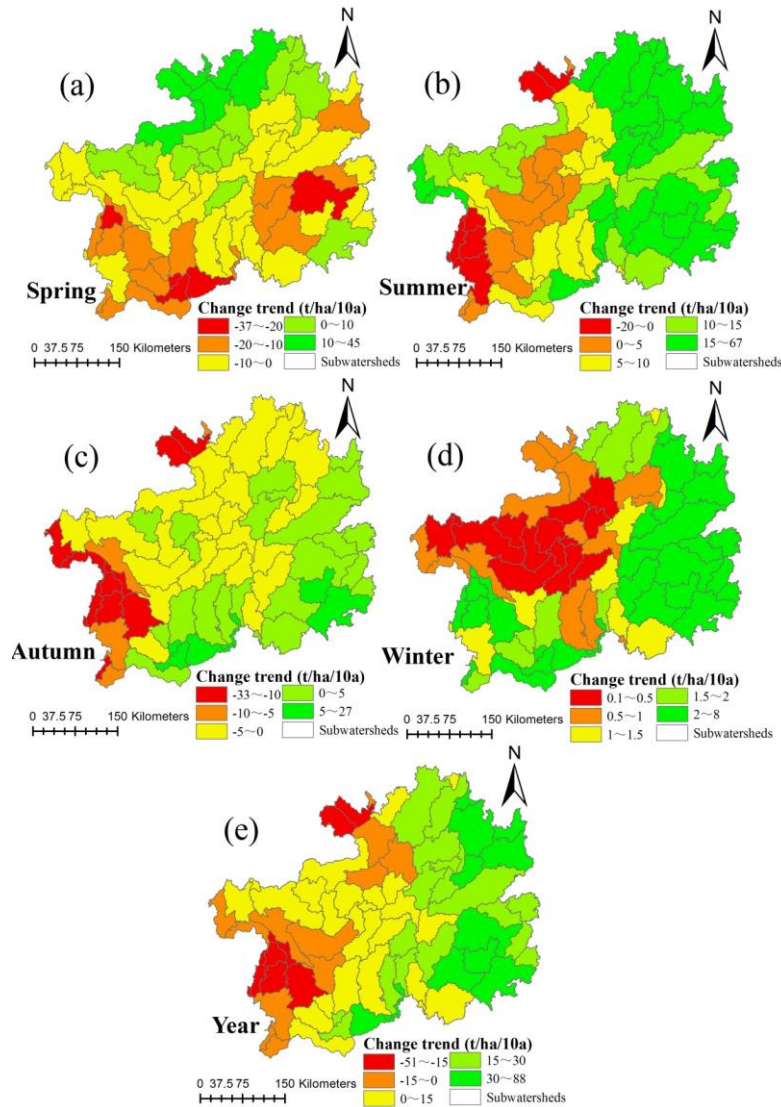 N
(a)
Spring
Change trend (t/ha/10a)
-37～-20
-20～-10
-10～0
0～10
10～45
Subwatersheds
0 37.5 75 150 Kilometers
N
(b)
Summer
Change trend (t/ha/10a)
-20～0
0～5
5～10
10～15
15～67
Subwatersheds
0 37.5 75 150 Kilometers
N
(c)
Autumn
Change trend (t/ha/10a)
-33～-10
-10～-5
-5～0
0～5
5～27
Subwatersheds
0 37.5 75 150 Kilometers
N
(d)
Winter
Change trend (t/ha/10a)
0.1～0.5
0.5～1
1～1.5
1.5～2
2～8
Subwatersheds
0 37.5 75 150 Kilometers
N
(e)
Year
Change trend (t/ha/10a)
-51～-15
-15～0
0～15
15～30
30～88
Subwatersheds
0 37.5 75 150 Kilometers